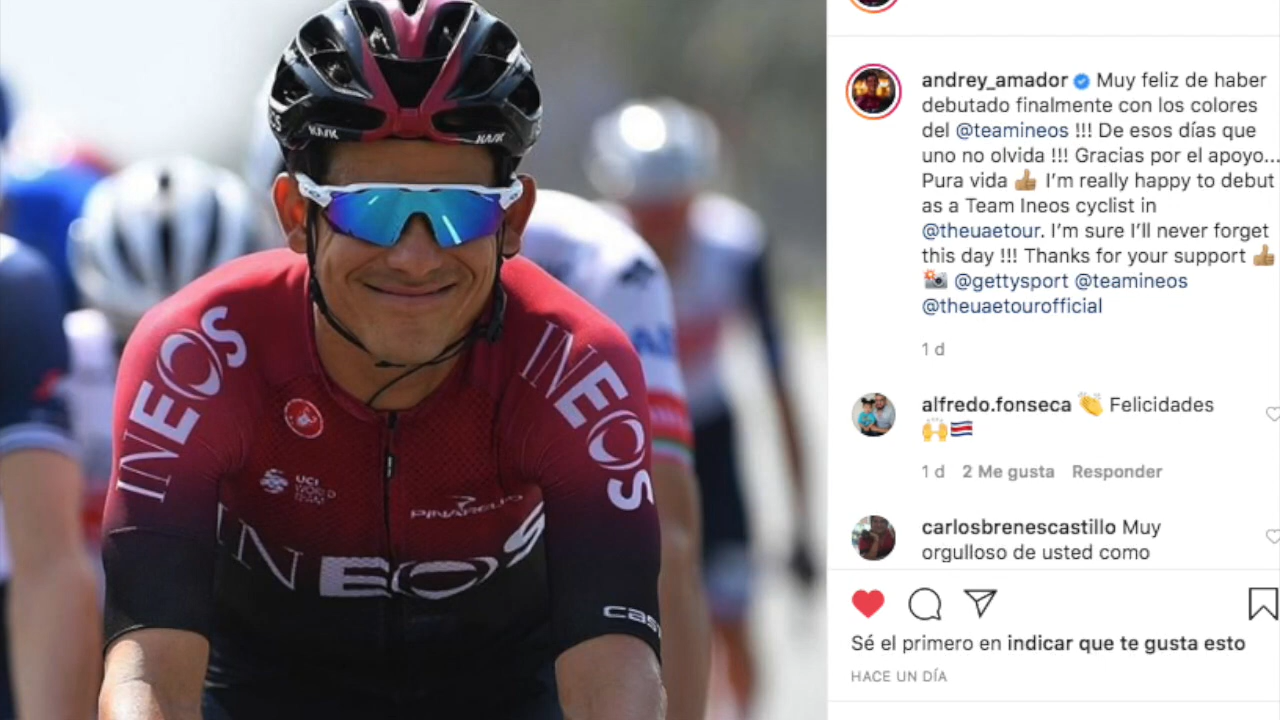 KASK
KASK
INEOS
INEOS
UCI
WORLD
TEAM
PINARELLO
INEOS
andrey_amador Muy feliz de haber
debutado finalmente con los colores
del @teamineos !!! De esos días que
uno no olvida !!! Gracias por el apoyo...
Pura vida 👍🏽 I’m really happy to debut
as a Team Ineos cyclist in
@theuaetour. I’m sure I’ll never forget
this day !!! Thanks for your support 👍🏽
📸 @gettysport @teamineos
@theuaetourofficial
1 d
alfredo.fonseca 👏 Felicidades
🙌🇨🇷
1 d 2 Me gusta Responder
carlosbrenescastillo Muy
orgulloso de usted como
Sé el primero en indicar que te gusta esto
HACE UN DÍA